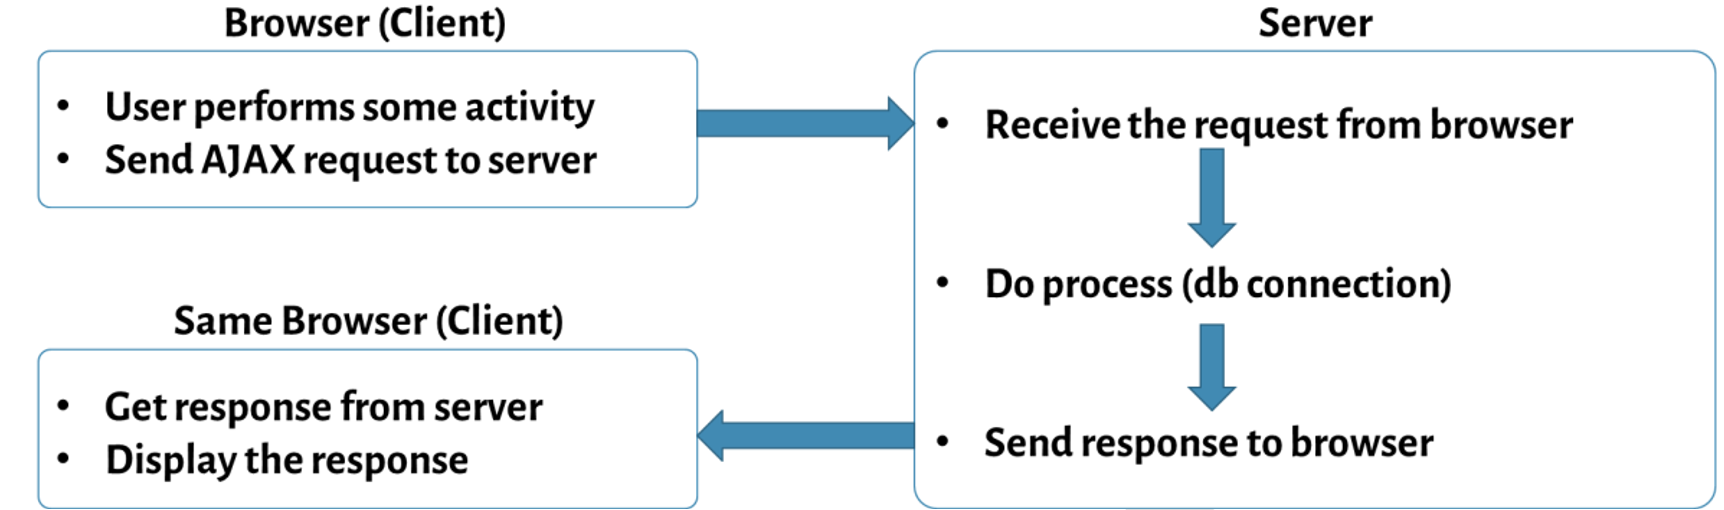 Browser (Client)
• User performs some activity
• Send AJAX request to server
Server
• Receive the request from browser
• Do process (db connection)
• Send response to browser
Same Browser (Client)
• Get response from server
• Display the response